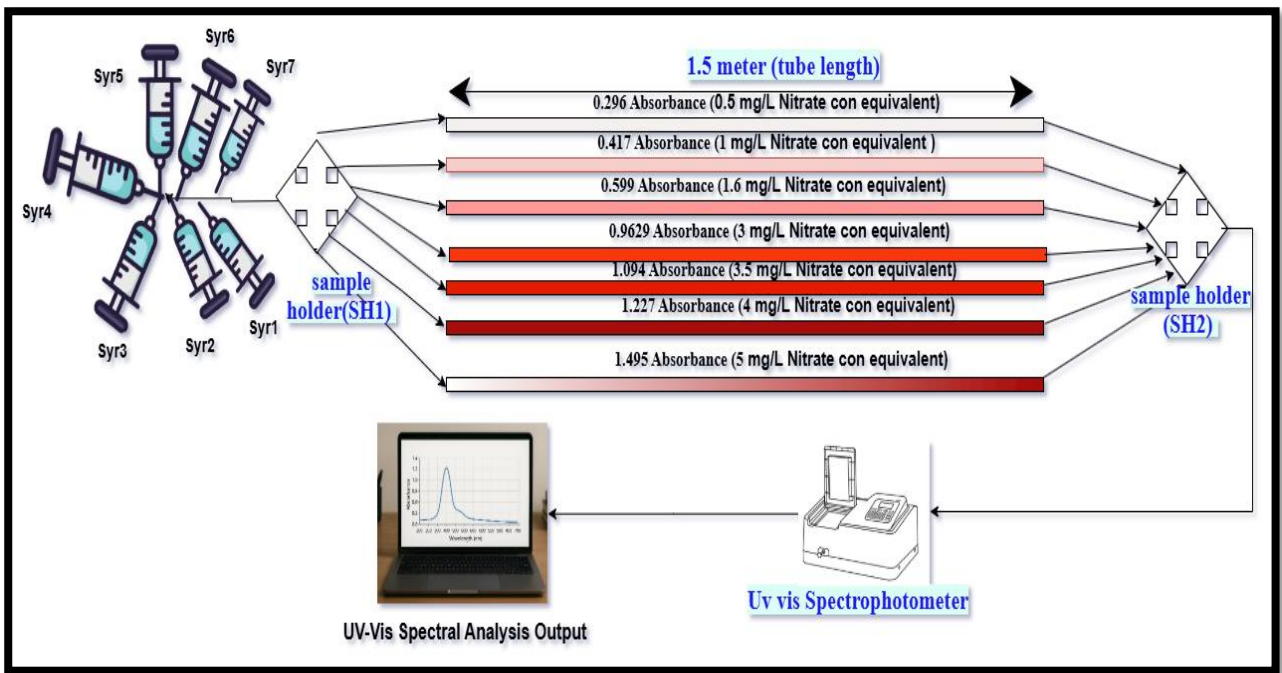 Syr6
Syr5
Syr7
Syr4
Syr3
Syr2
Syr1
sample
holder(SH1)
1.5 meter (tube length)
0.296 Absorbance (0.5 mg/L Nitrate con equivalent)
0.417 Absorbance (1 mg/L Nitrate con equivalent )
0.599 Absorbance (1.6 mg/L Nitrate con equivalent)
0.9629 Absorbance (3 mg/L Nitrate con equivalent)
1.094 Absorbance (3.5 mg/L Nitrate con equivalent)
1.227 Absorbance (4 mg/L Nitrate con equivalent)
1.495 Absorbance (5 mg/L Nitrate con equivalent)
sample holder
(SH2)
Wavelength (nm)
UV-Vis Spectral Analysis Output
Uv vis Spectrophotometer